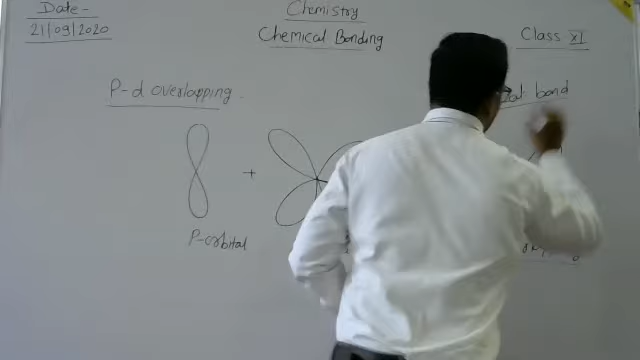 Date-
21/09/2020
Chemistry
Chemical Bonding
Class XI
P-d overlapping.
bond
+
P-orbital